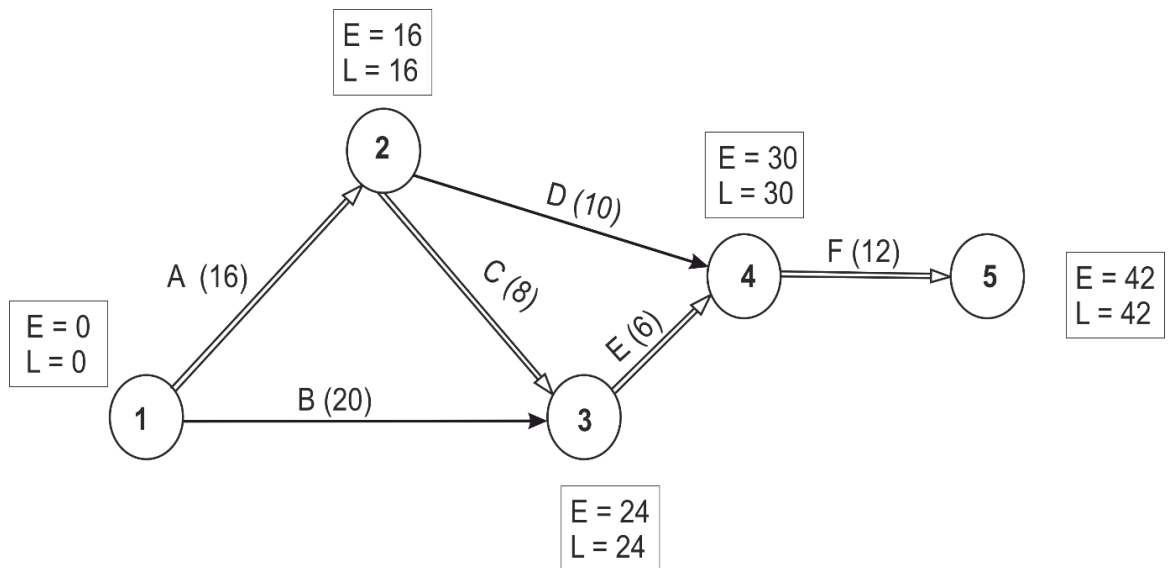 E = 16
L = 16
2
E = 30
L = 30
D (10)
F (12)
4
5
A (16)
C (8)
E = 42
L = 42
E = 0
L = 0
E (6)
B (20)
1
3
E = 24
L = 24